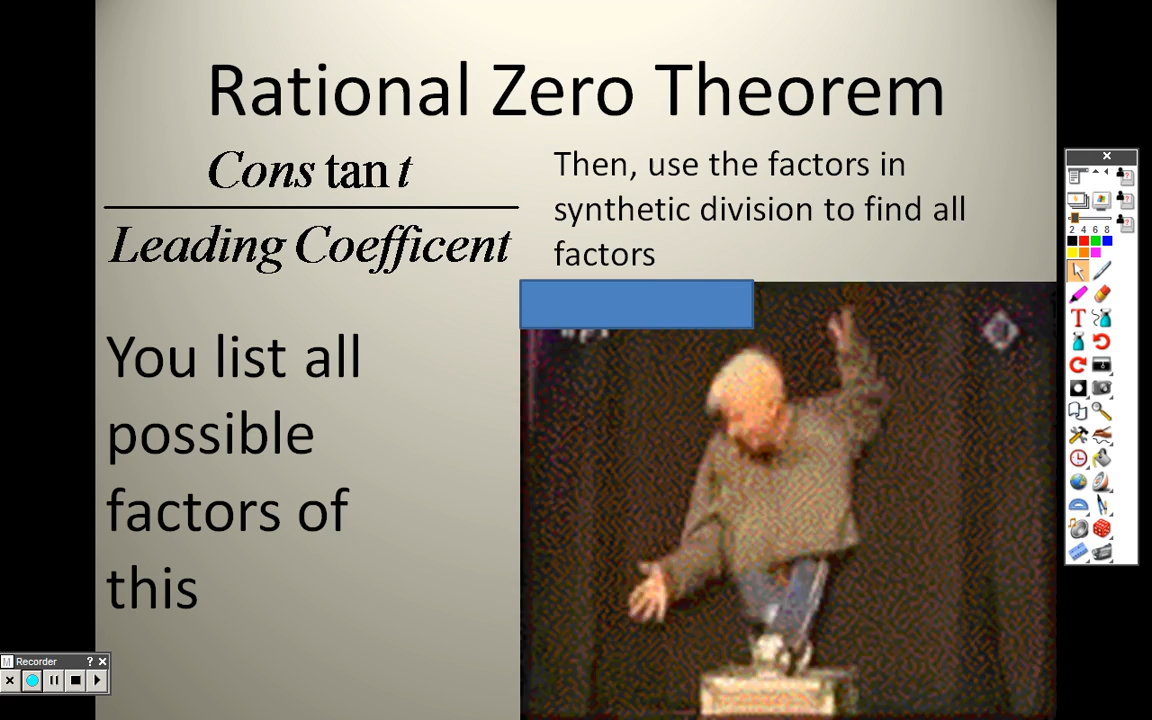 Rational Zero Theorem
Cons tan t
Leading Coefficent
Then, use the factors in
synthetic division to find all
factors
You list all
possible
factors of
this
2 4 6 8
T
M Recorder ? X